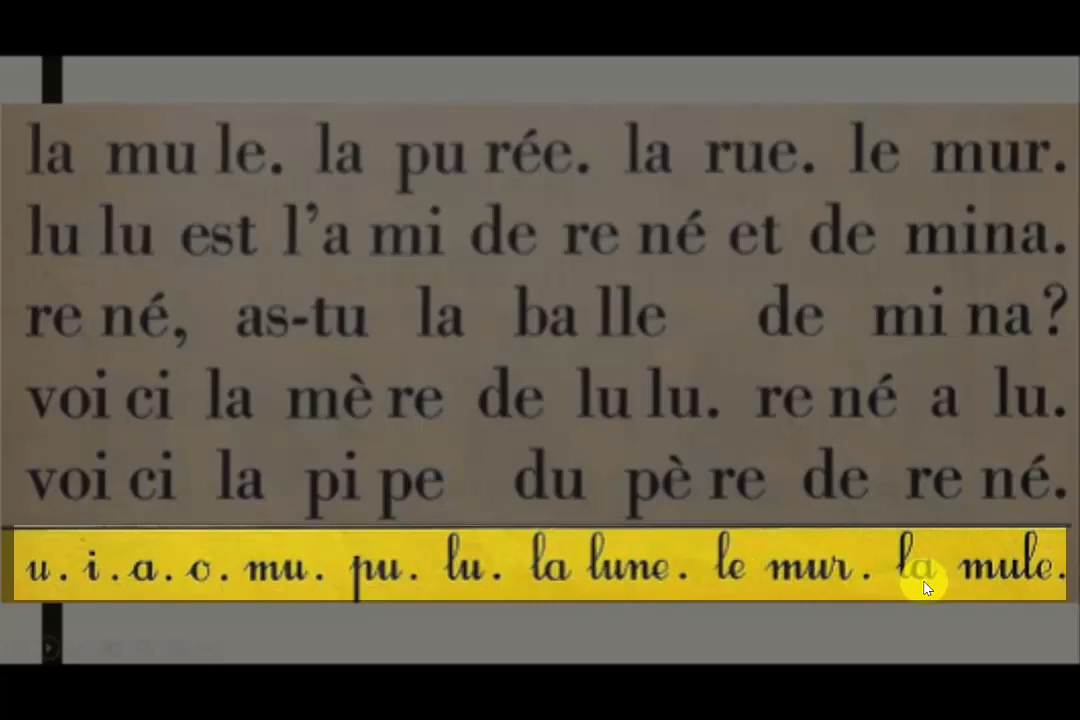 la mu le. la pu rée. la rue. le mur.
lu lu est l'a mi de re né et de mina.
re né, as-tu la ba lle de mi na?
voi ci la mè re de lu lu. re né a lu.
voi ci la pi pe du pè re de re né.
u. i. a. o. mu. pu. lu. la lune. le mur. la mule.